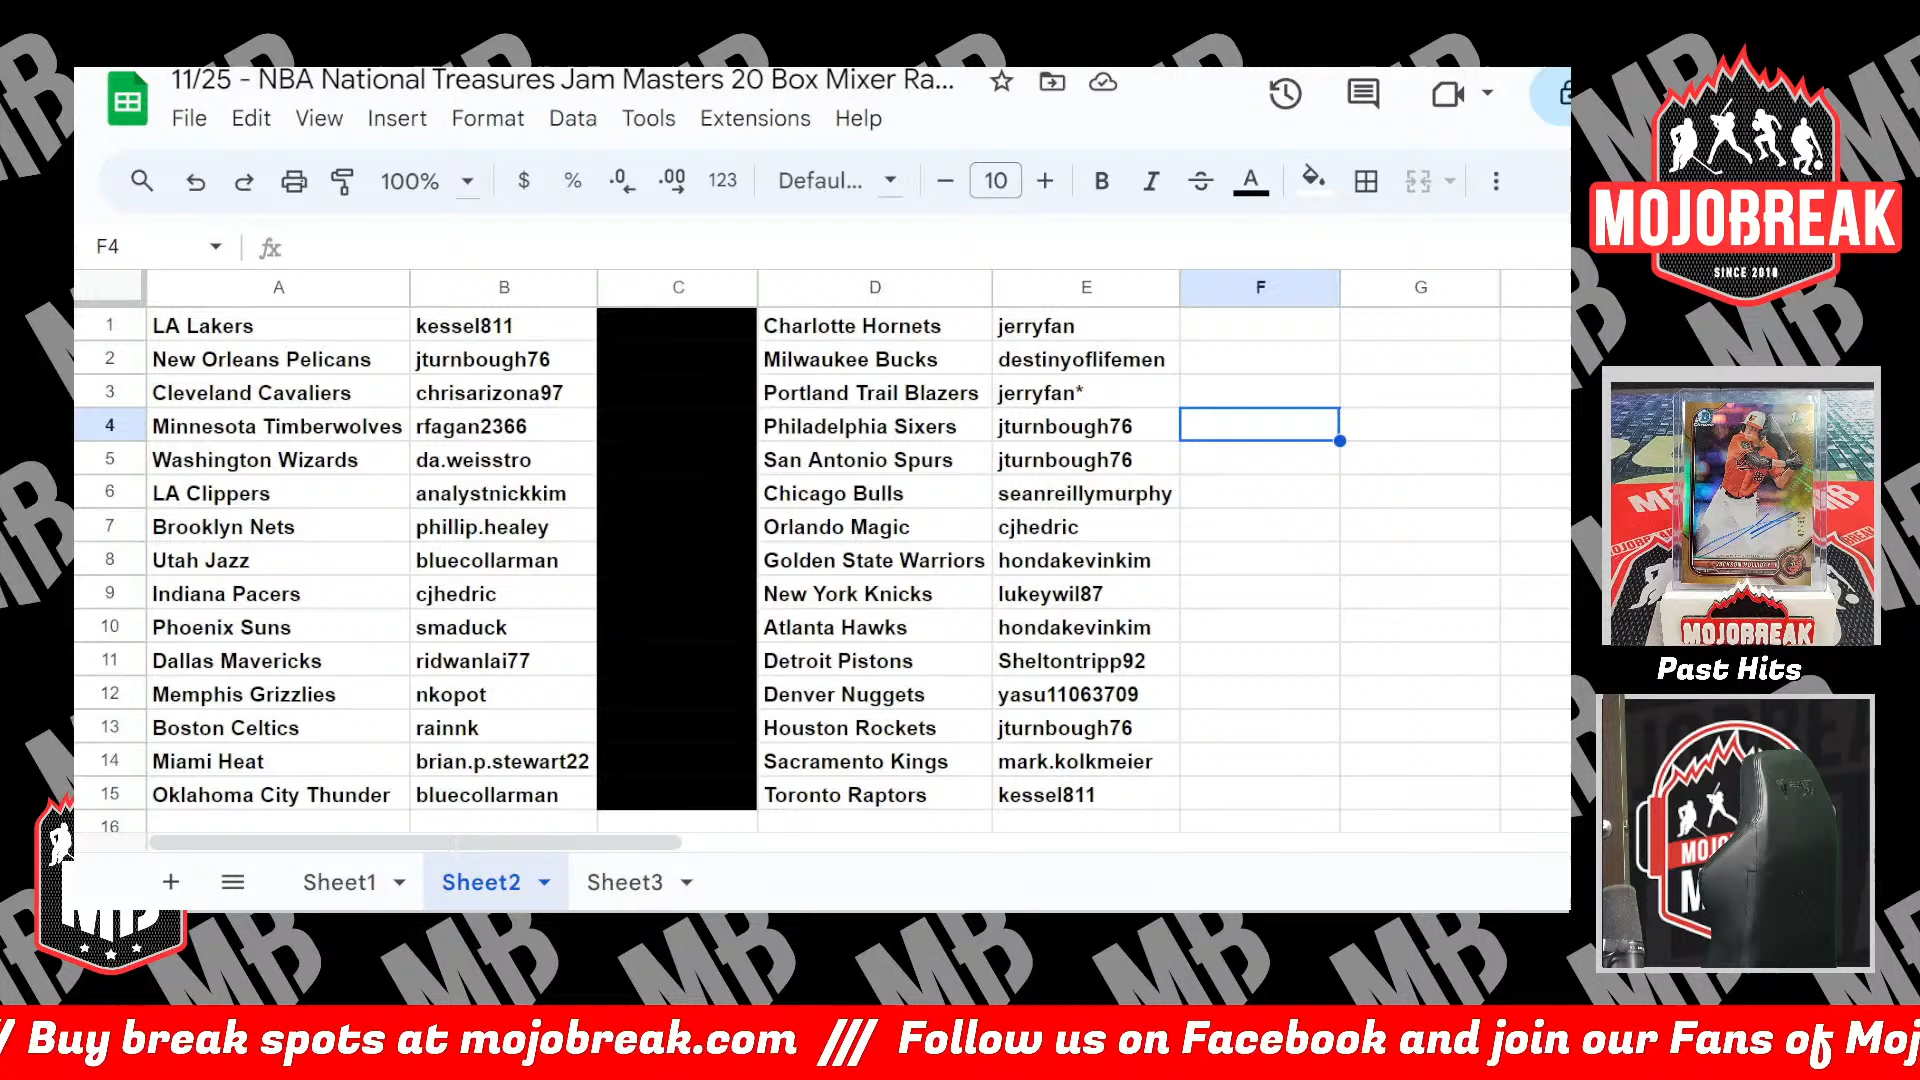 11/25 - NBA National Treasures Jam Masters 20 Box Mixer Ra...
File Edit View Insert Format Data Tools Extensions Help
100% $ % .0 .00 123 Defaul... 10 B I A
F4 fx
A B C D E F G
1 LA Lakers kessel811 Charlotte Hornets jerryfan
2 New Orleans Pelicans jturnbough76 Milwaukee Bucks destinyoflifemen
3 Cleveland Cavaliers chrisarizona97 Portland Trail Blazers jerryfan*
4 Minnesota Timberwolves rfagan2366 Philadelphia Sixers jturnbough76
5 Washington Wizards da.weisstro San Antonio Spurs jturnbough76
6 LA Clippers analystnickkim Chicago Bulls seanreillymurphy
7 Brooklyn Nets phillip.healey Orlando Magic cjhedric
8 Utah Jazz bluecollarman Golden State Warriors hondakevinkim
9 Indiana Pacers cjhedric New York Knicks lukeywil87
10 Phoenix Suns smaduck Atlanta Hawks hondakevinkim
11 Dallas Mavericks ridwanlai77 Detroit Pistons Sheltontripp92
12 Memphis Grizzlies nkopot Denver Nuggets yasu11063709
13 Boston Celtics rainnk Houston Rockets jturnbough76
14 Miami Heat brian.p.stewart22 Sacramento Kings mark.kolkmeier
15 Oklahoma City Thunder bluecollarman Toronto Raptors kessel811
16
Sheet1 Sheet2 Sheet3
MOJOBREAK
SINCE 2010
MOJOBREAK
Past Hits
MB
// Buy break spots at mojobreak.com /// Follow us on Facebook and join our Fans of Moj